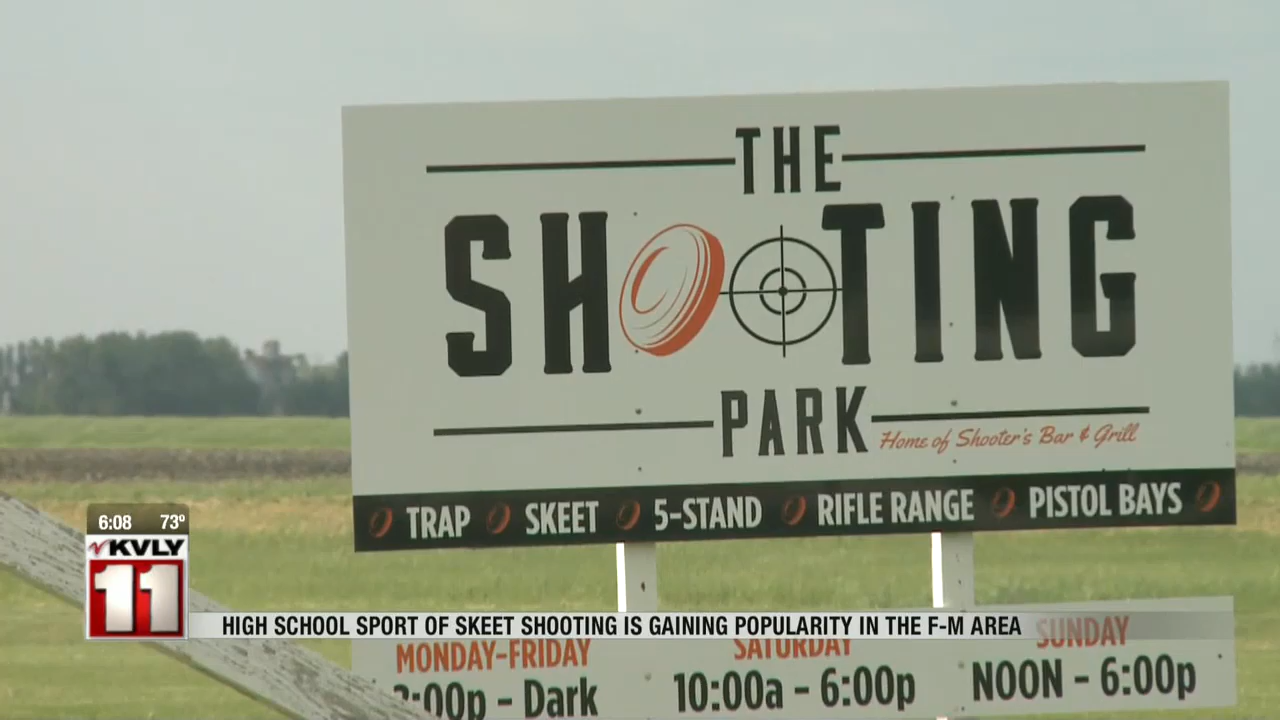 THE
SHOOTING
PARK
Home of Shooter's Bar & Grill
TRAP SKEET 5-STAND RIFLE RANGE PISTOL BAYS
6:08 73°
KVLY
11
HIGH SCHOOL SPORT OF SKEET SHOOTING IS GAINING POPULARITY IN THE F-M AREA
MONDAY-FRIDAY SATURDAY SUNDAY
- Dark 10:00a - 6:00p NOON - 6:00p